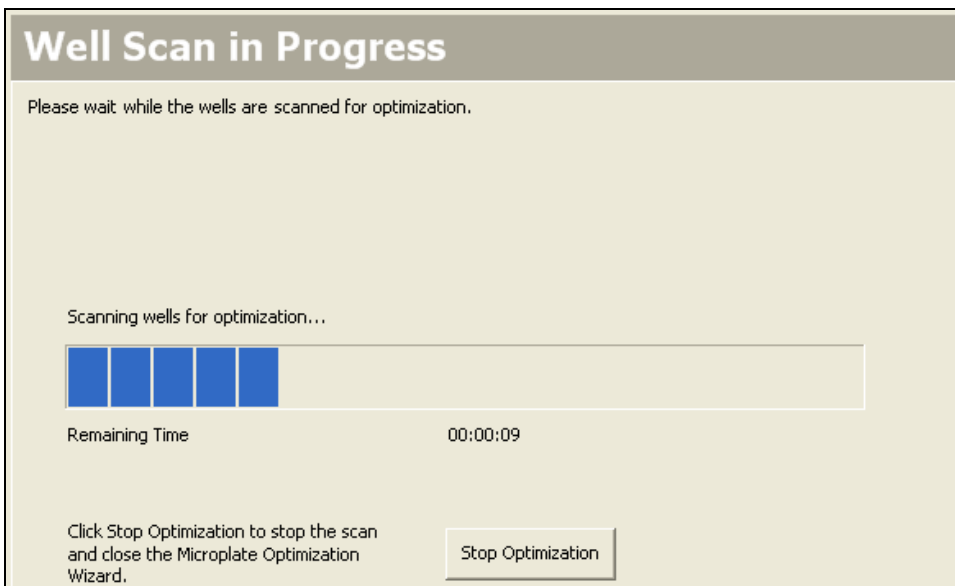 Well Scan in Progress
Please wait while the wells are scanned for optimization.
Scanning wells for optimization...
Remaining Time 00:00:09
Click Stop Optimization to stop the scan
and close the Microplate Optimization
Wizard.
Stop Optimization